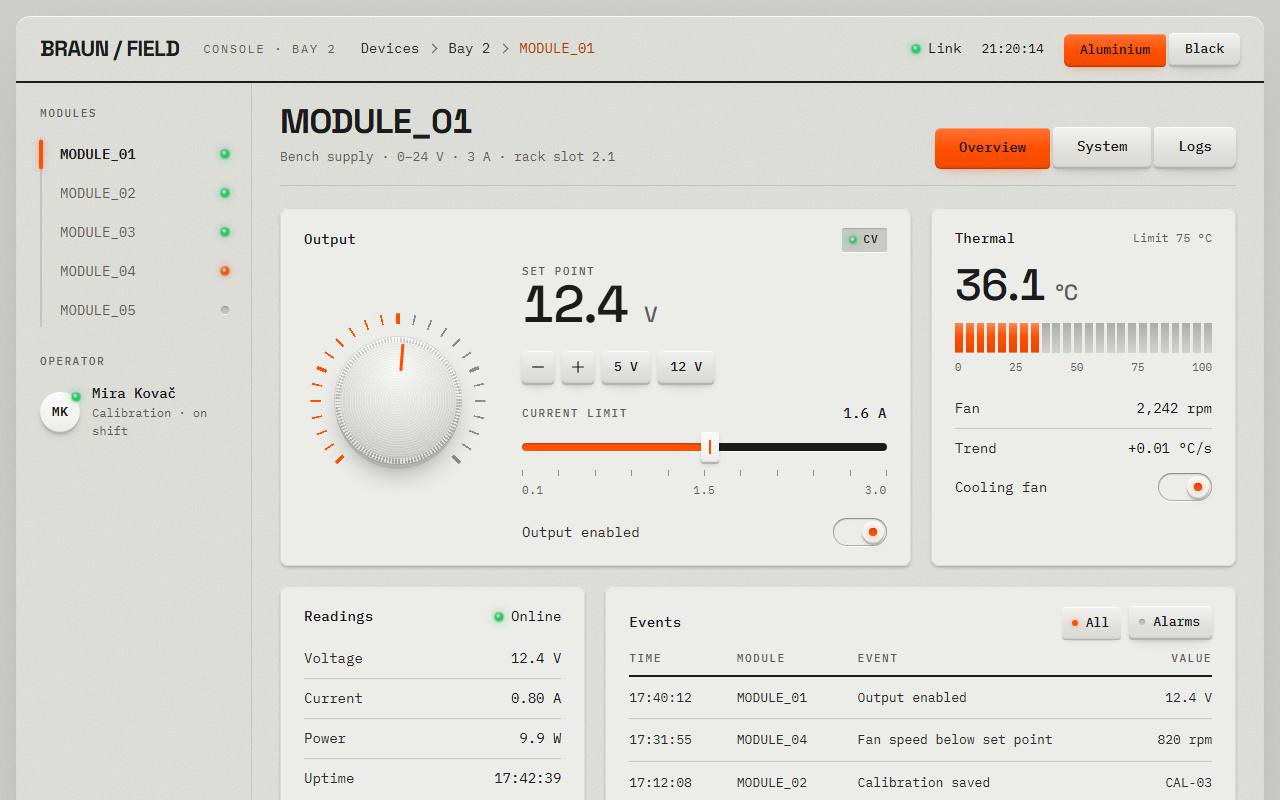 BRAUN / FIELD
CONSOLE · BAY 2
Devices > Bay 2 > MODULE_01
Link
21:20:14
Aluminium
Black
MODULES
MODULE_01
MODULE_02
MODULE_03
MODULE_04
MODULE_05
OPERATOR
MK
Mira Kovač
Calibration · on
shift
MODULE_01
Bench supply · 0–24 V · 3 A · rack slot 2.1
Overview
System
Logs
Output
CV
SET POINT
12.4 V
− + 5 V 12 V
CURRENT LIMIT 1.6 A
0.1 1.5 3.0
Output enabled
Thermal
Limit 75 °C
36.1 °C
0 25 50 75 100
Fan 2,242 rpm
Trend +0.01 °C/s
Cooling fan
Readings
Online
Voltage 12.4 V
Current 0.80 A
Power 9.9 W
Uptime 17:42:39
Events
All
Alarms
TIME MODULE EVENT VALUE
17:40:12 MODULE_01 Output enabled 12.4 V
17:31:55 MODULE_04 Fan speed below set point 820 rpm
17:12:08 MODULE_02 Calibration saved CAL-03